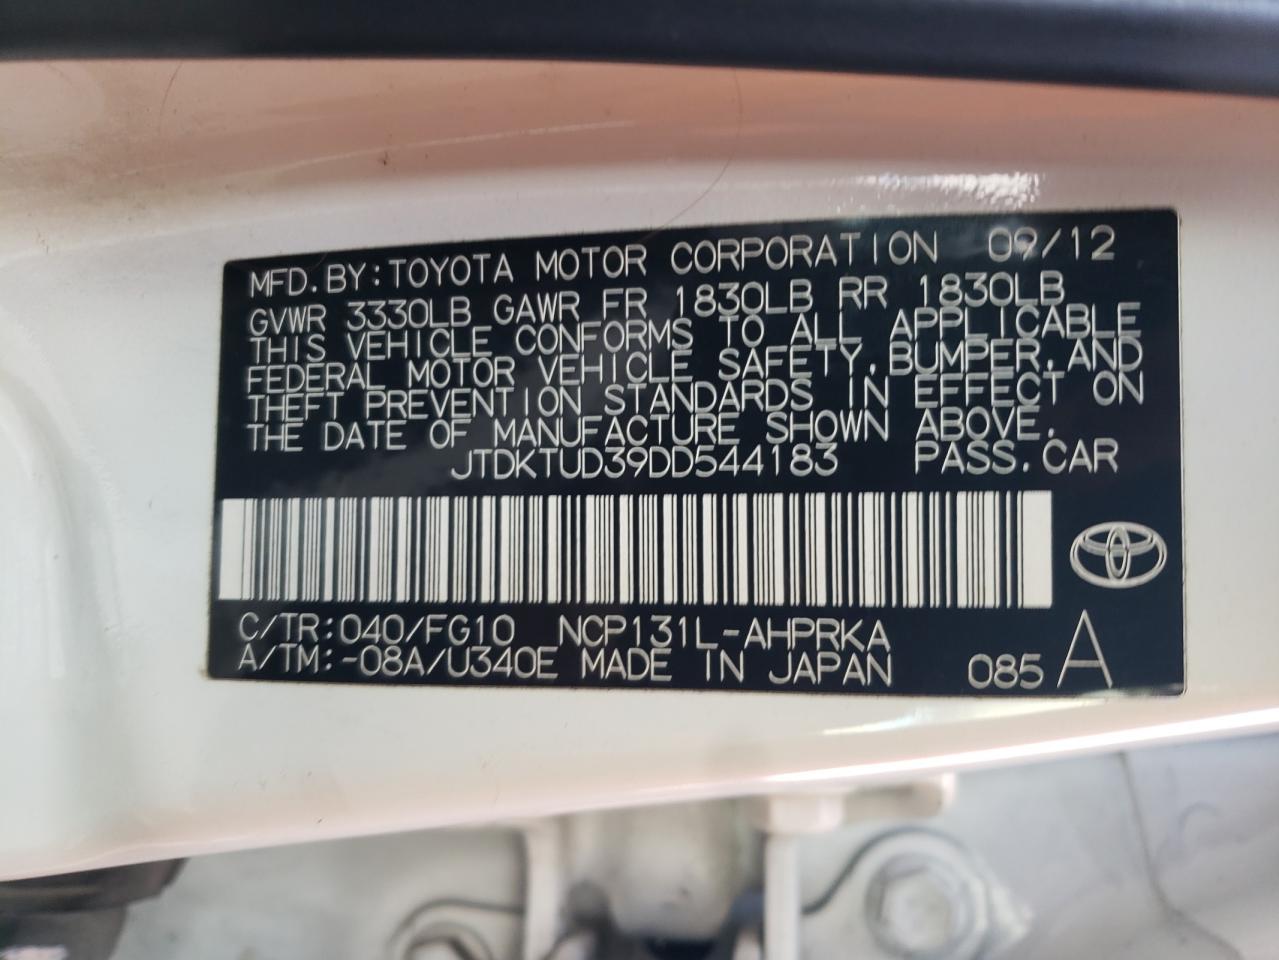 MFD. BY: TOYOTA MOTOR CORPORATION 09/12
GVWR 3330LB GAWR FR 1830LB RR 1830LB
THIS VEHICLE CONFORMS TO ALL APPLICABLE
FEDERAL MOTOR VEHICLE SAFETY, BUMPER, AND
THEFT PREVENTION STANDARDS IN EFFECT ON
THE DATE OF MANUFACTURE SHOWN ABOVE.
JTDKTUD39DD544183 PASS. CAR
C/TR: 040/FG10 NCP131L-AHPRKA
A/TM: -08A/U340E MADE IN JAPAN 085 A